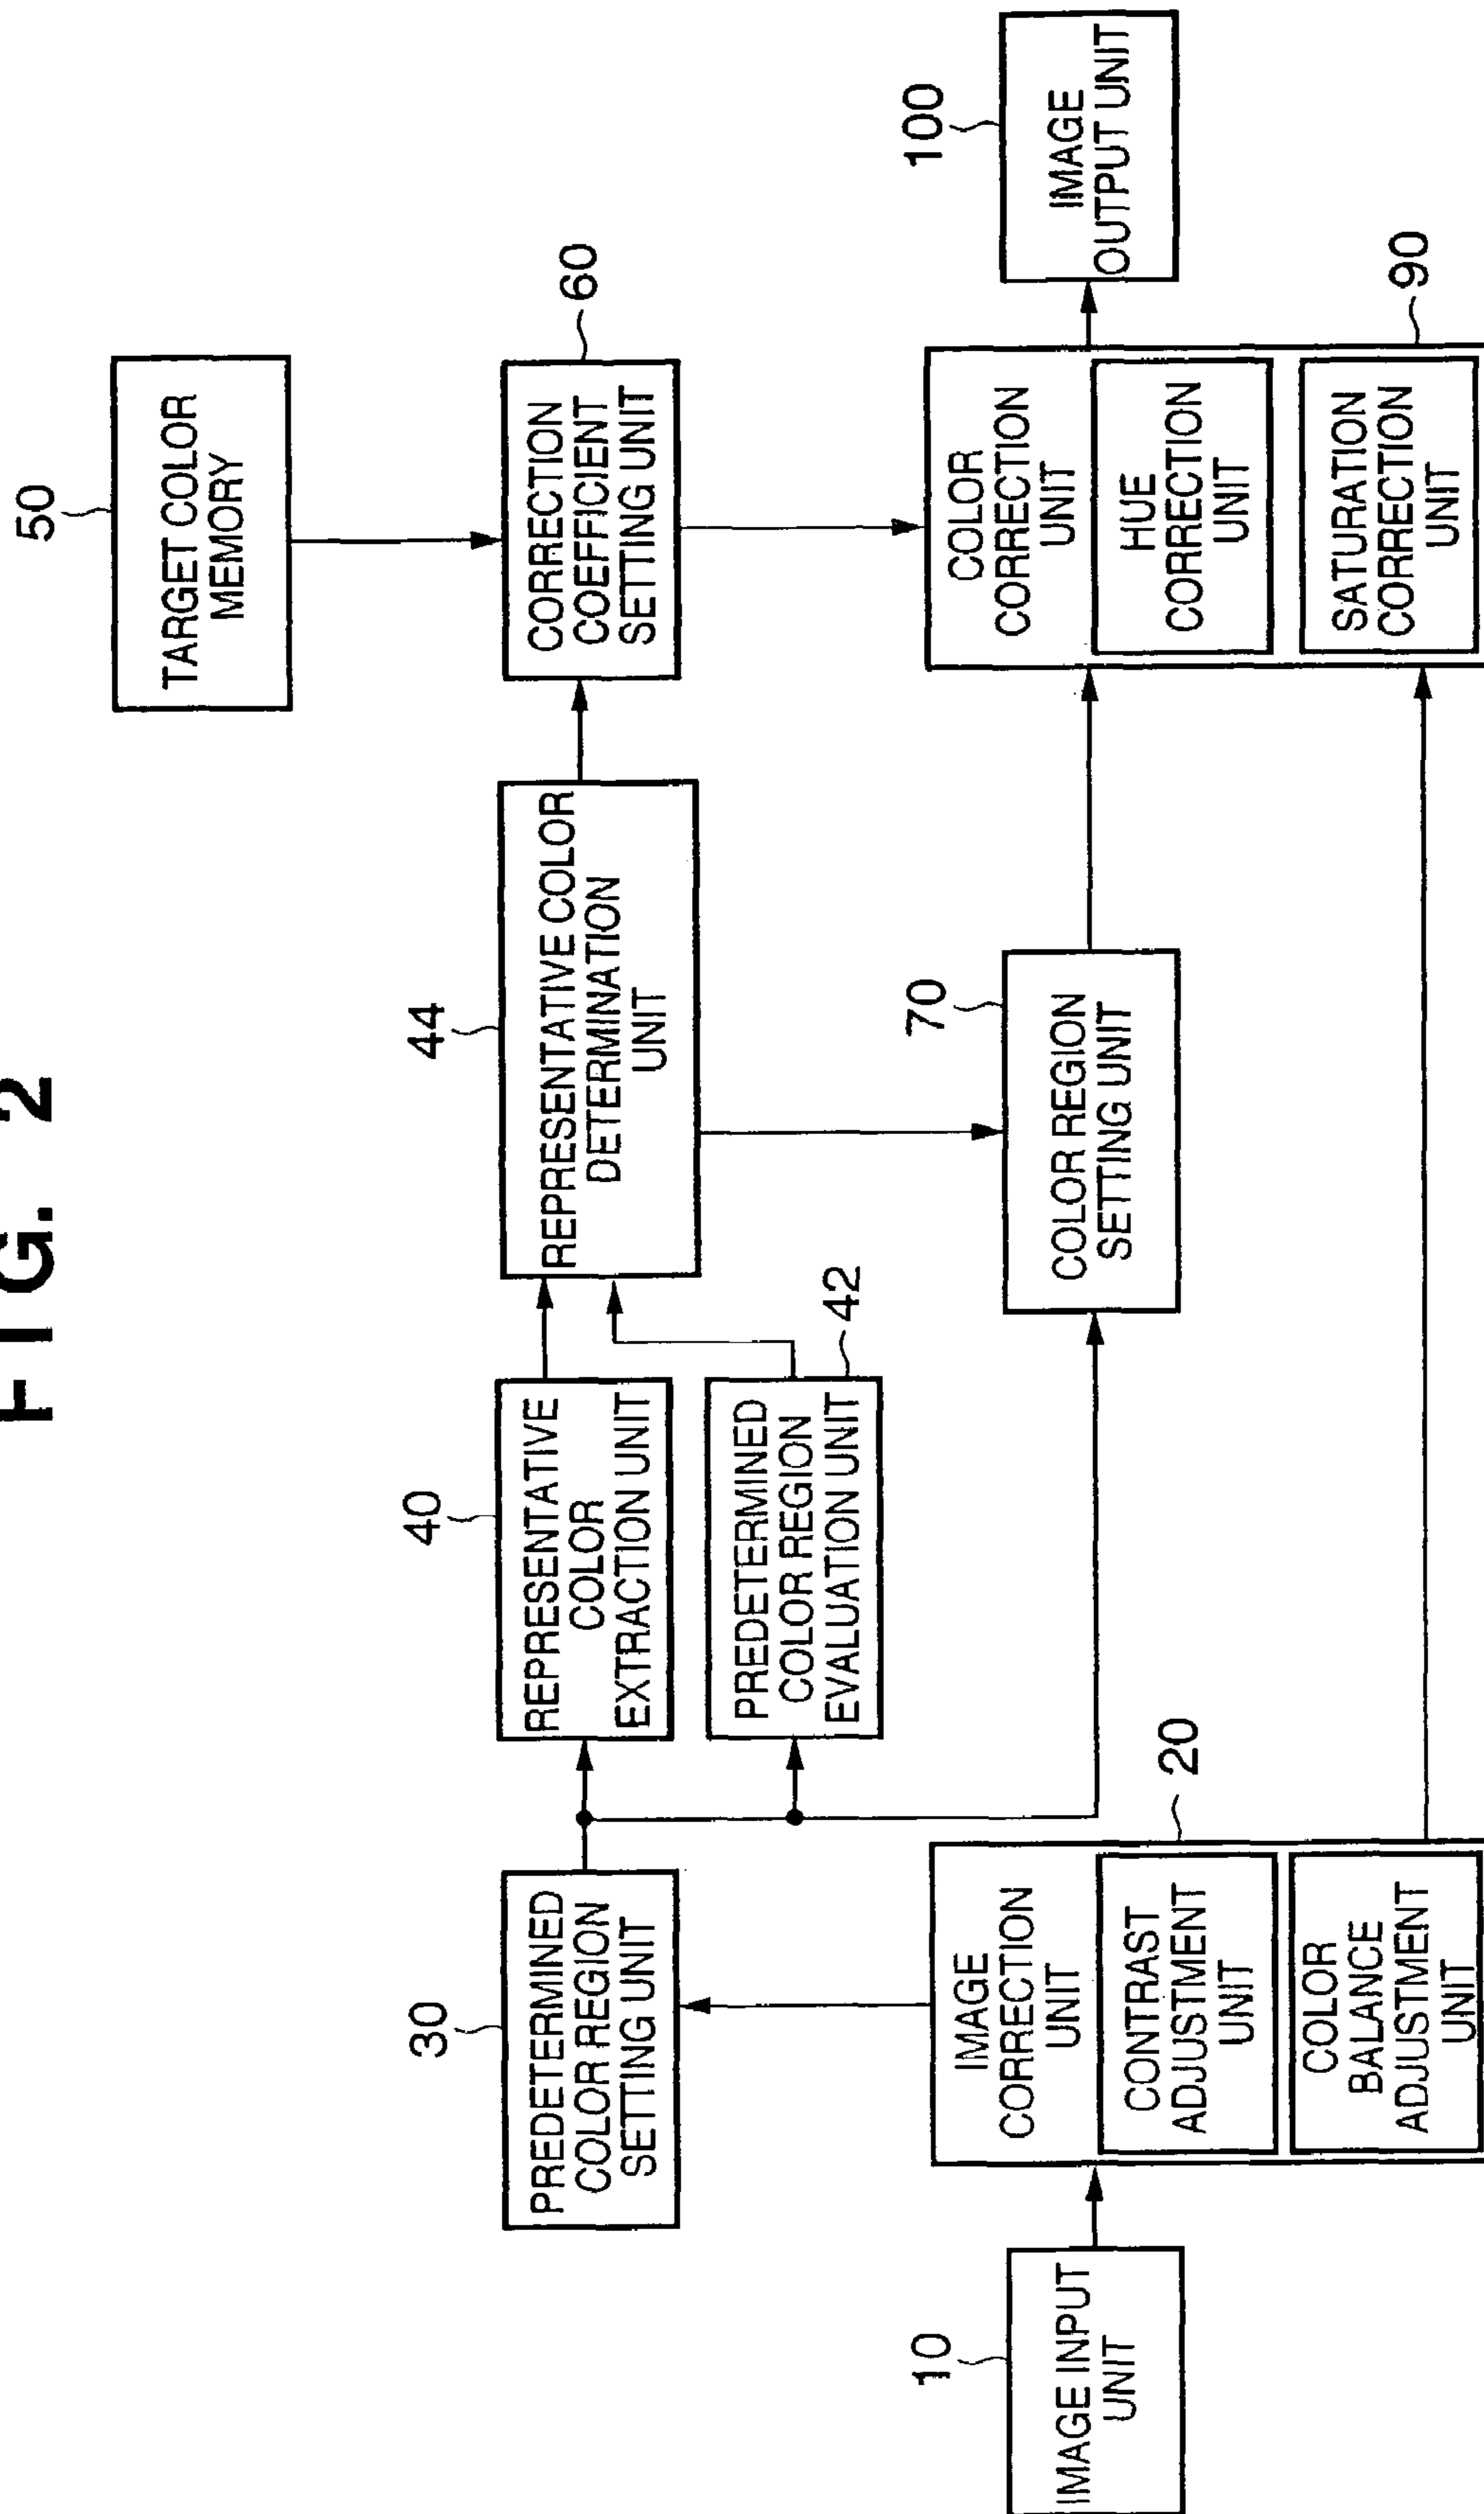 FIG. 2
50
TARGET COLOR
MEMORY
30
PREDETERMINED
COLOR REGION
SETTING UNIT
40
REPRESENTATIVE
COLOR
EXTRACTION UNIT
44
REPRESENTATIVE COLOR
DETERMINATION
UNIT
60
CORRECTION
COEFFICIENT
SETTING UNIT
42
PREDETERMINED
COLOR REGION
EVALUATION UNIT
10
IMAGE INPUT
UNIT
20
IMAGE
CORRECTION
UNIT
CONTRAST
ADJUSTMENT
UNIT
COLOR
BALANCE
ADJUSTMENT
UNIT
70
COLOR REGION
SETTING UNIT
COLOR
CORRECTION
UNIT
HUE
CORRECTION
UNIT
SATURATION
CORRECTION
UNIT
90
100
IMAGE
OUTPUT UNIT